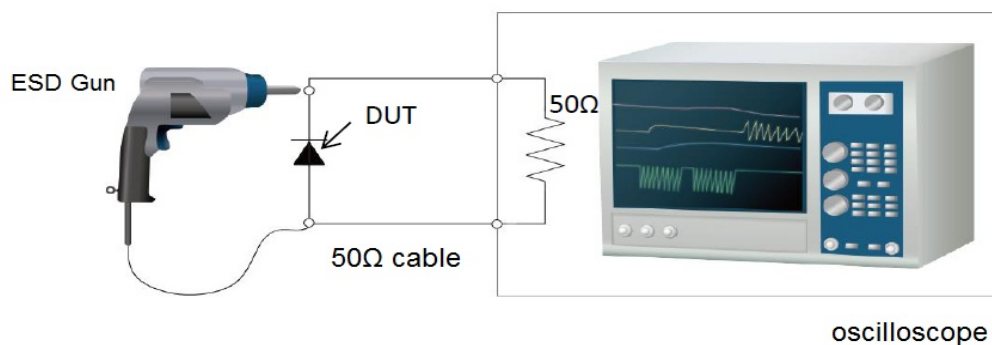 ESD Gun
DUT
50Ω
50Ω cable
oscilloscope